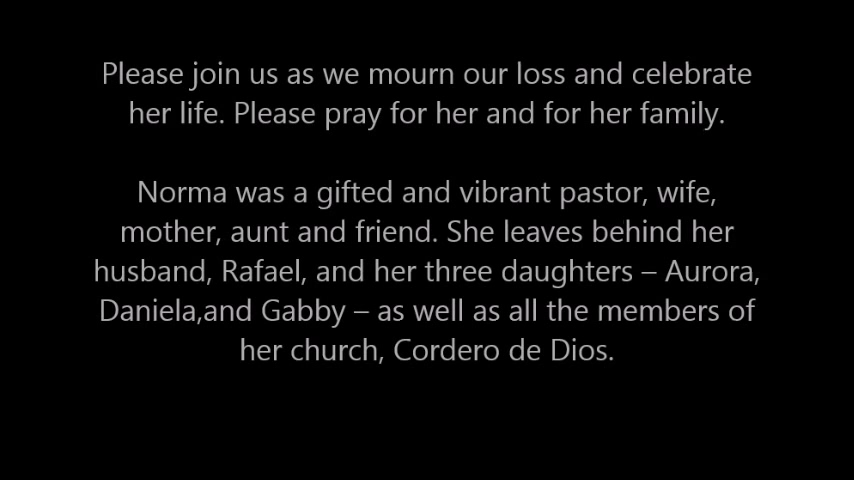 Please join us as we mourn our loss and celebrate
her life. Please pray for her and for her family.
Norma was a gifted and vibrant pastor, wife,
mother, aunt and friend. She leaves behind her
husband, Rafael, and her three daughters – Aurora,
Daniela,and Gabby – as well as all the members of
her church, Cordero de Dios.